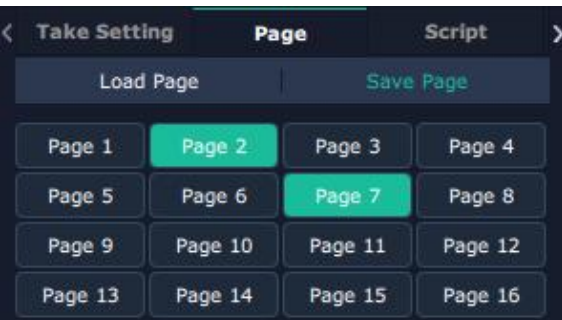 Take Setting Page Script
Load Page Save Page
Page 1 Page 2 Page 3 Page 4
Page 5 Page 6 Page 7 Page 8
Page 9 Page 10 Page 11 Page 12
Page 13 Page 14 Page 15 Page 16